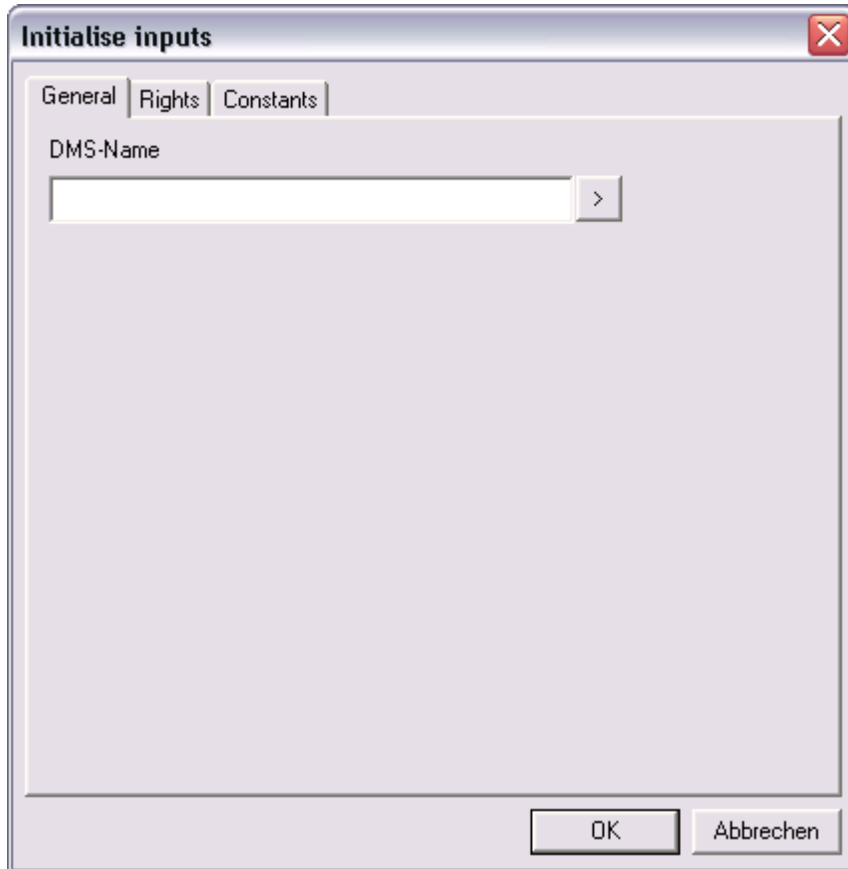 Initialise inputs
General Rights Constants
DMS-Name
>
OK Abbrechen